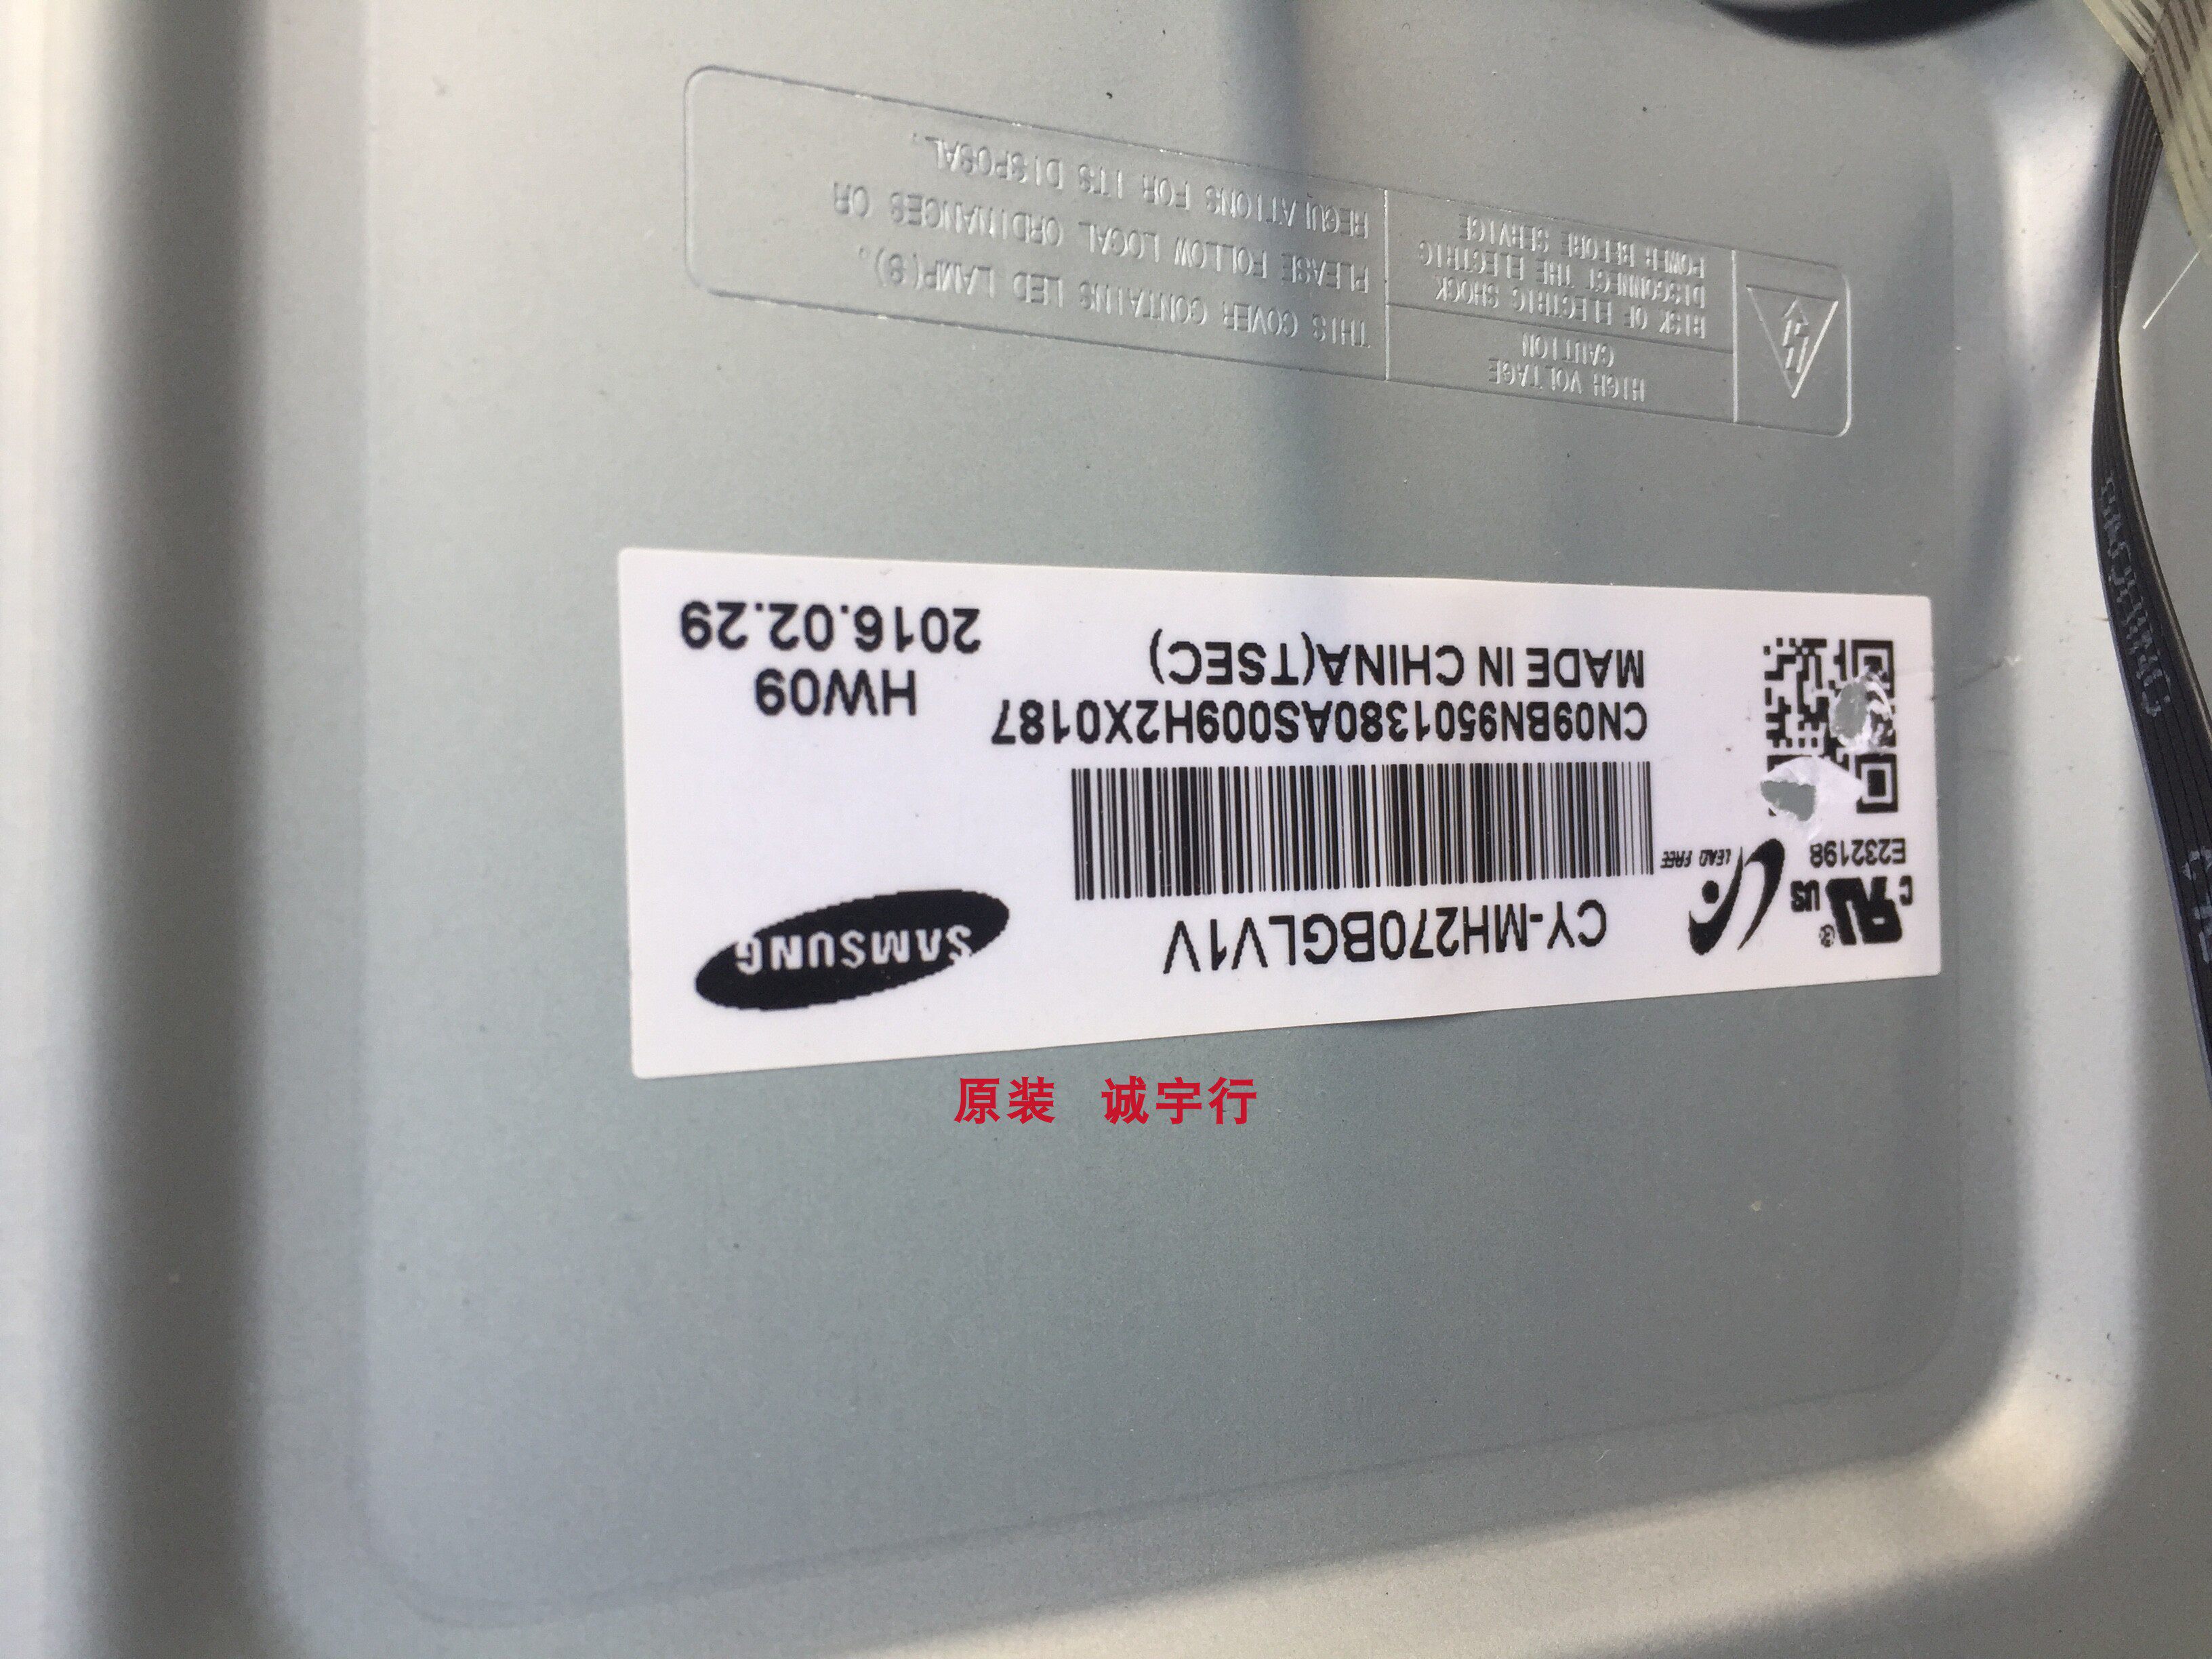 SAMSUNG
CY-MH270BGLV1V
CN09BN9501380AS009H2X0187
MADE IN CHINA(TSEC)
HW09
2016.02.29
C
US
®
E232198
LEAD FREE
HIGH VOLTAGE
CAUTION
RISK OF ELECTRIC SHOCK
DISCONNECT THE ELECTRIC
POWER BEFORE SERVICE
THIS COVER CONTAINS LED LAMP(S).
PLEASE FOLLOW LOCAL ORDINANCES OR
REGULATIONS FOR ITS DISPOSAL.
原装 诚宇行